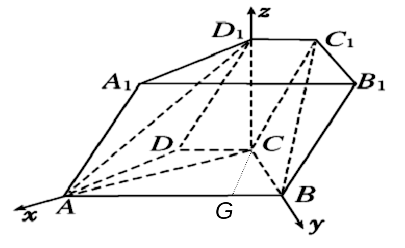 z
D₁ C₁
A₁ B₁
D C
x A G B
y